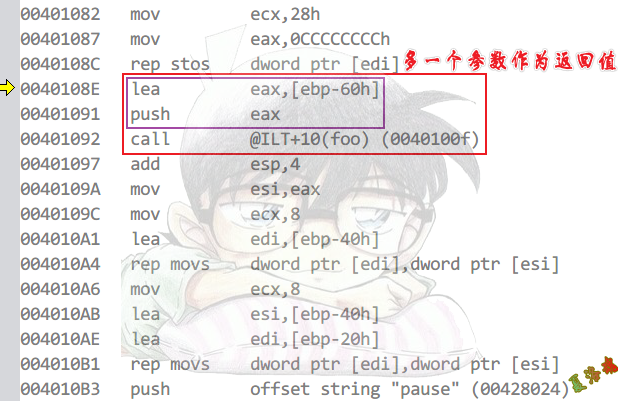 00401082 mov ecx,28h
00401087 mov eax,0CCCCCCCCh
0040108C rep stos dword ptr [edi] 多一个参数作为返回值
0040108E lea eax,[ebp-60h]
00401091 push eax
00401092 call @ILT+10(foo) (0040100f)
00401097 add esp,4
0040109A mov esi,eax
0040109C mov ecx,8
004010A1 lea edi,[ebp-40h]
004010A4 rep movs dword ptr [edi],dword ptr [esi]
004010A6 mov ecx,8
004010AB lea esi,[ebp-40h]
004010AE lea edi,[ebp-20h]
004010B1 rep movs dword ptr [edi],dword ptr [esi]
004010B3 push offset string "pause" (00428024)